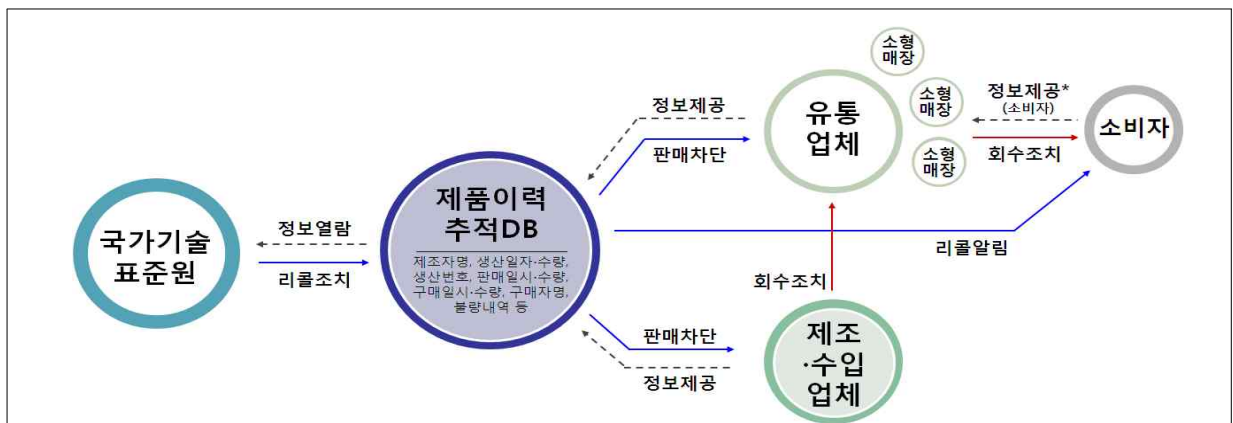 국가기술
표준원
정보열람
리콜조치
제품이력
추적DB
제조자명, 생산일자·수량,
생산번호, 판매일시·수량,
구매일시·수량, 구매자명,
불량내역 등
정보제공
판매차단
판매차단
정보제공
유통
업체
소형
매장
소형
매장
소형
매장
정보제공*
(소비자)
회수조치
소비자
리콜알림
회수조치
제조
·수입
업체